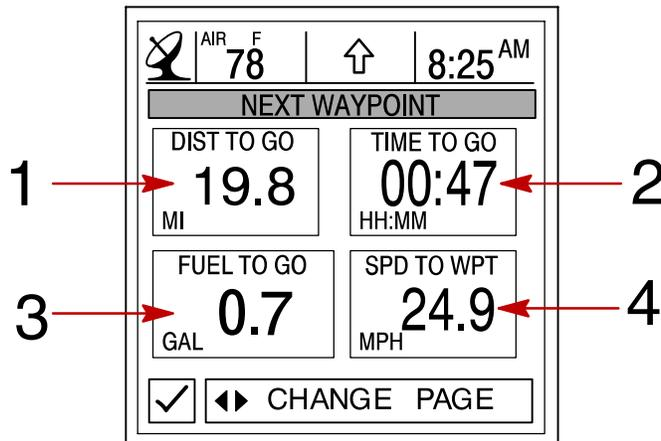 AIR 78 F 8:25 AM
NEXT WAYPOINT
DIST TO GO TIME TO GO
1 19.8 00:47 2
MI HH:MM
FUEL TO GO SPD TO WPT
3 0.7 24.9 4
GAL MPH
CHANGE PAGE